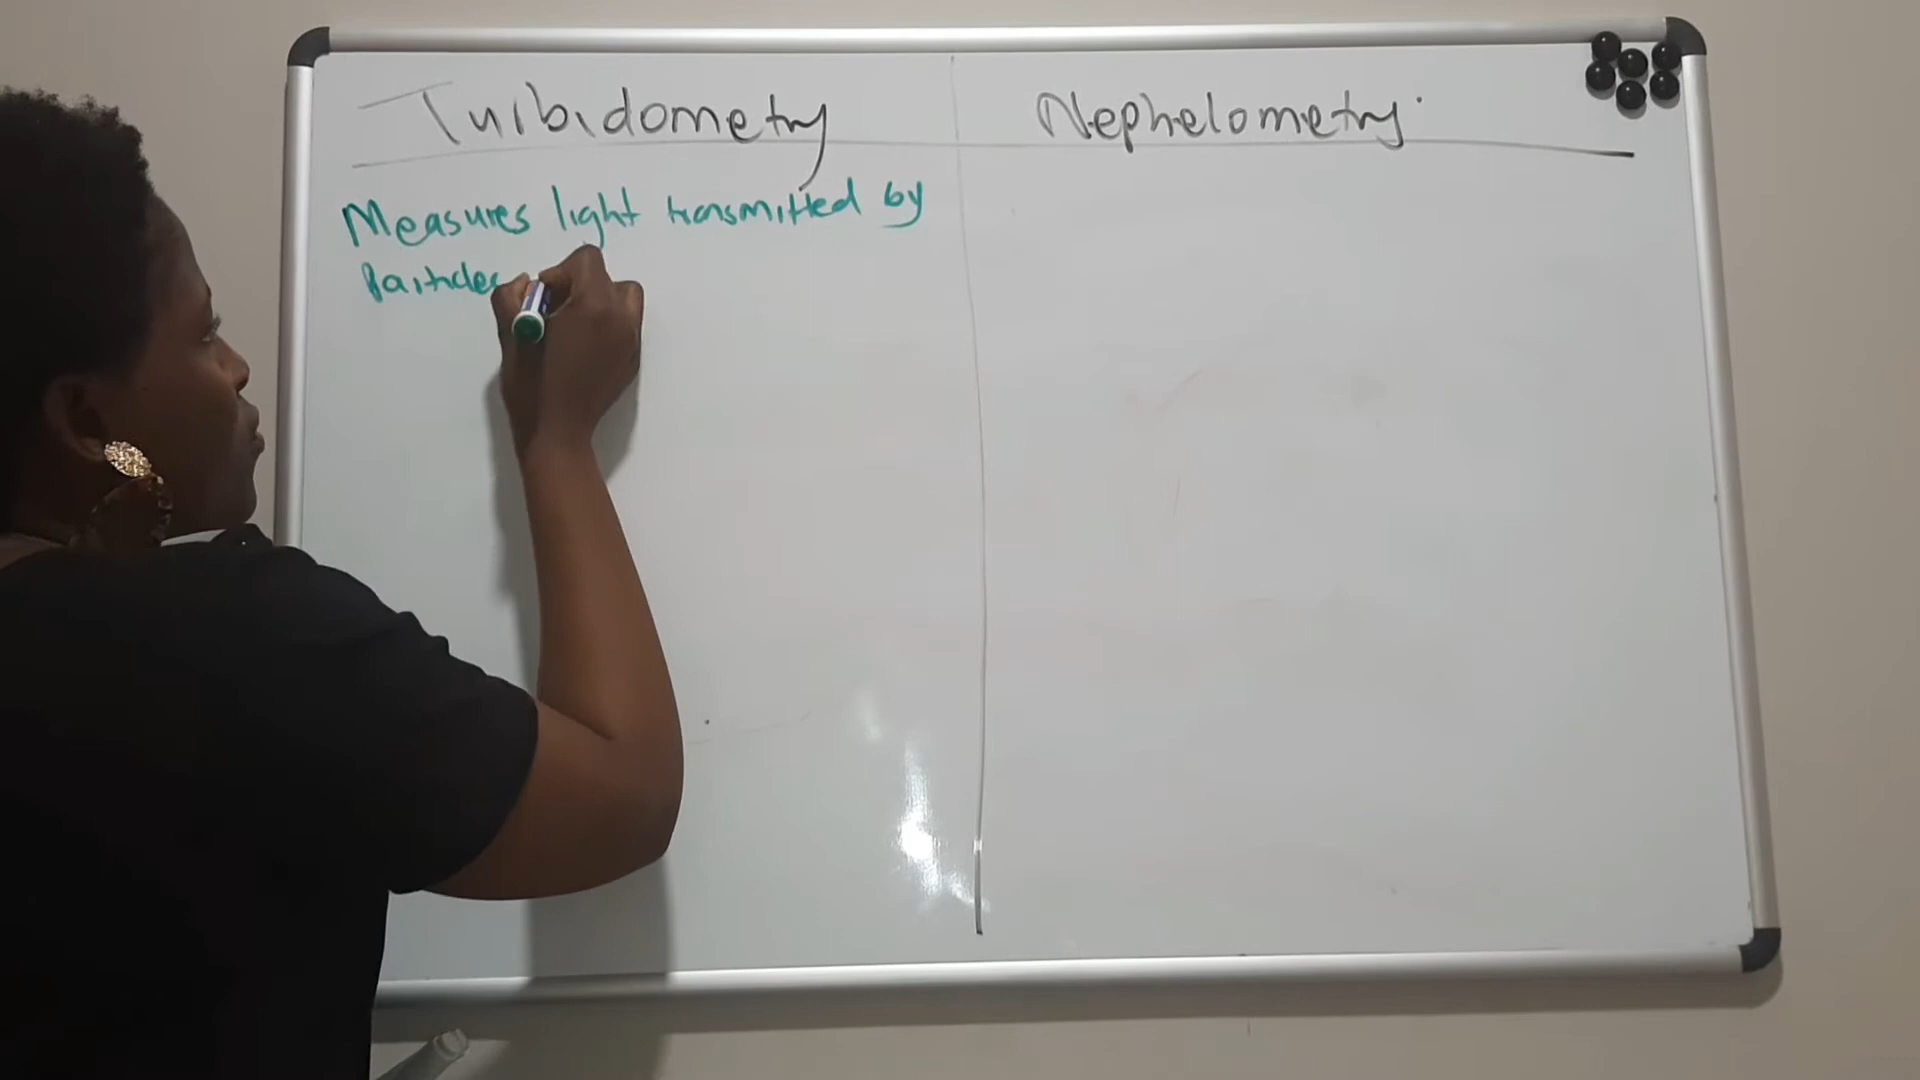 Turbidometry
Nephelometry.
Measures light transmitted by
Particles